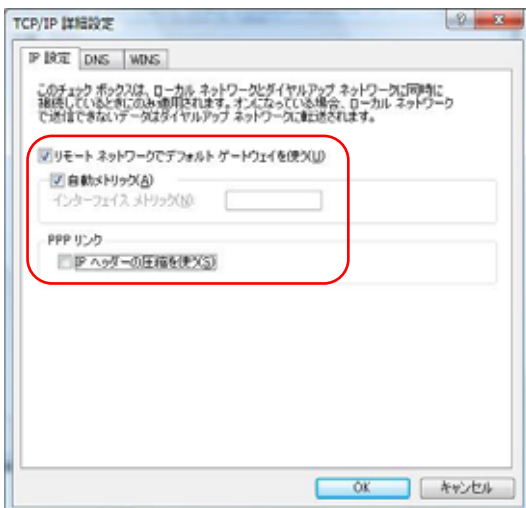 TCP/IP 詳細設定
IP 設定 DNS WINS
このチェック ボックスは、ローカル ネットワークとダイヤルアップ ネットワークに同時に
接続しているときにのみ適用されます。オンになっている場合、ローカル ネットワーク
で送信できないデータはダイヤルアップ ネットワークに転送されます。
リモート ネットワークでデフォルト ゲートウェイを使う(U)
自動メトリック(A)
インターフェイス メトリック(N):
PPP リンク
IP ヘッダーの圧縮を使う(S)
OK キャンセル